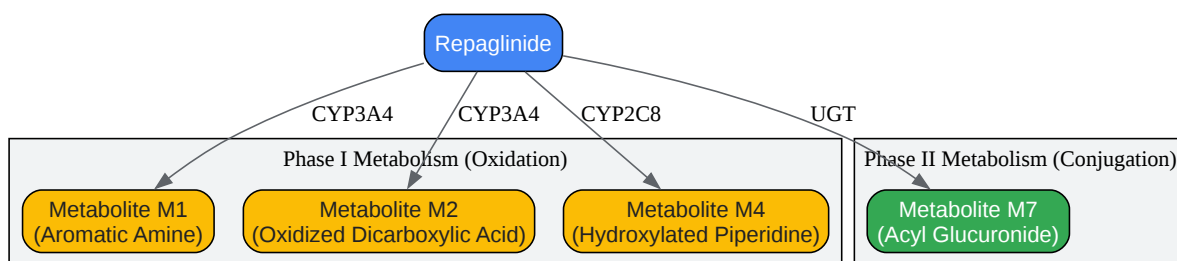 Repaglinide
CYP3A4
CYP3A4
CYP2C8
UGT
Phase I Metabolism (Oxidation)
Phase II Metabolism (Conjugation)
Metabolite M1
(Aromatic Amine)
Metabolite M2
(Oxidized Dicarboxylic Acid)
Metabolite M4
(Hydroxylated Piperidine)
Metabolite M7
(Acyl Glucuronide)